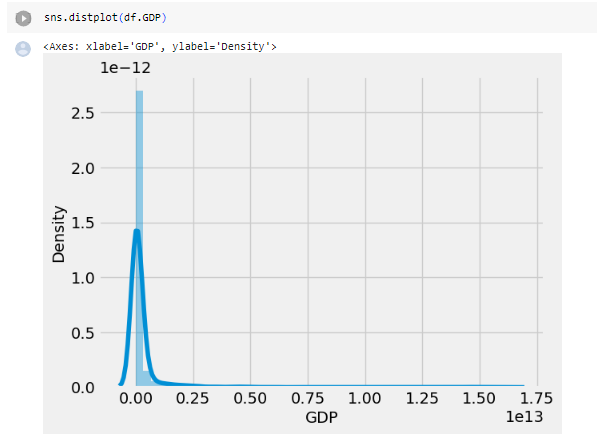 sns.distplot(df.GDP)
<Axes: xlabel='GDP', ylabel='Density'>
1e−12
2.5
2.0
1.5
1.0
0.5
0.0
Density
0.00 0.25 0.50 0.75 1.00 1.25 1.50 1.75
GDP
1e13